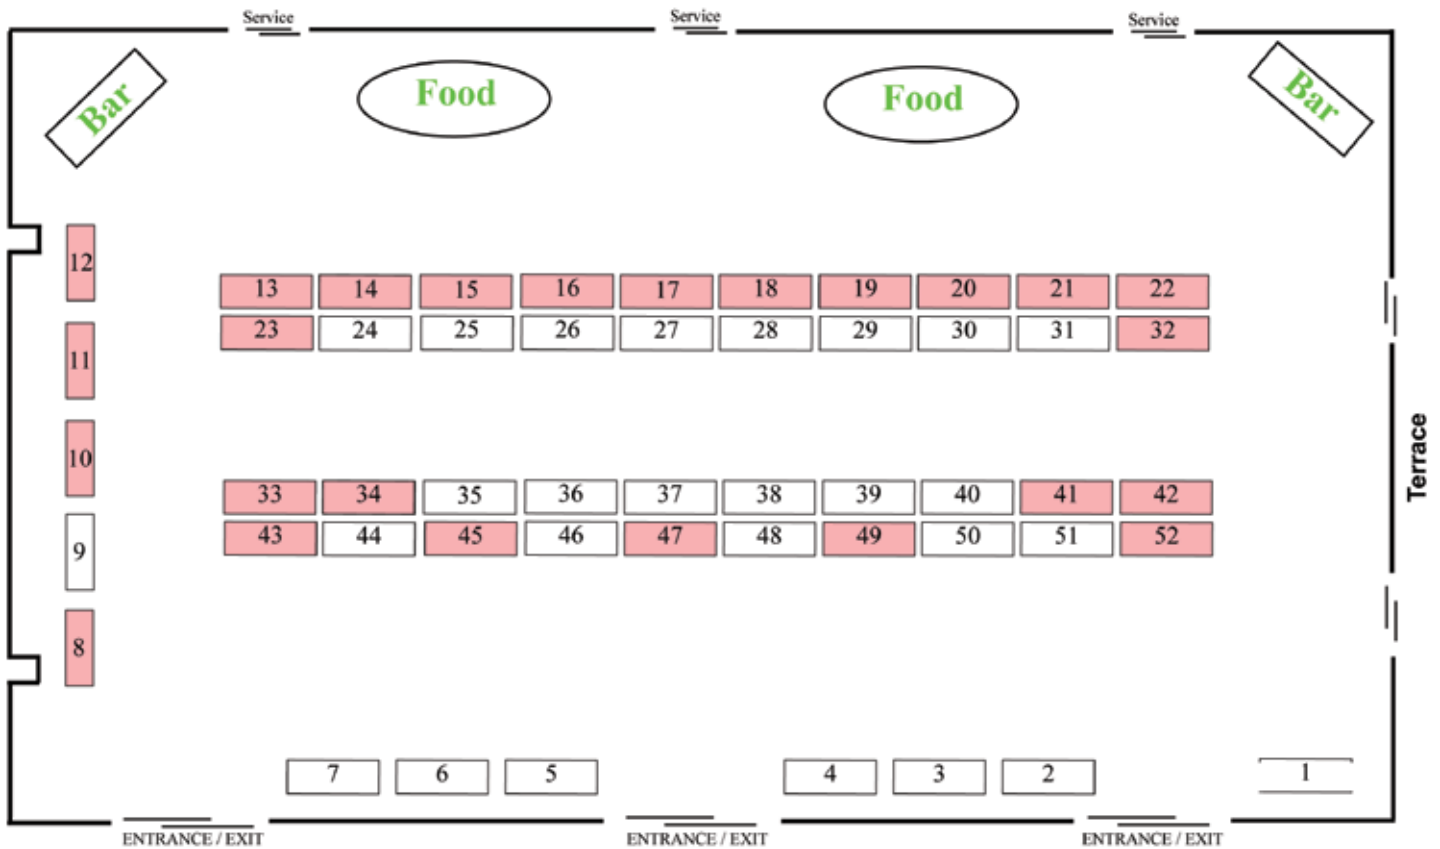 Service
Service
Service
Bar
Food
Food
Bar
12
13 14 15 16 17 18 19 20 21 22
23 24 25 26 27 28 29 30 31 32
11
Terrace
10
33 34 35 36 37 38 39 40 41 42
43 44 45 46 47 48 49 50 51 52
9
8
7 6 5 4 3 2 1
ENTRANCE / EXIT
ENTRANCE / EXIT
ENTRANCE / EXIT